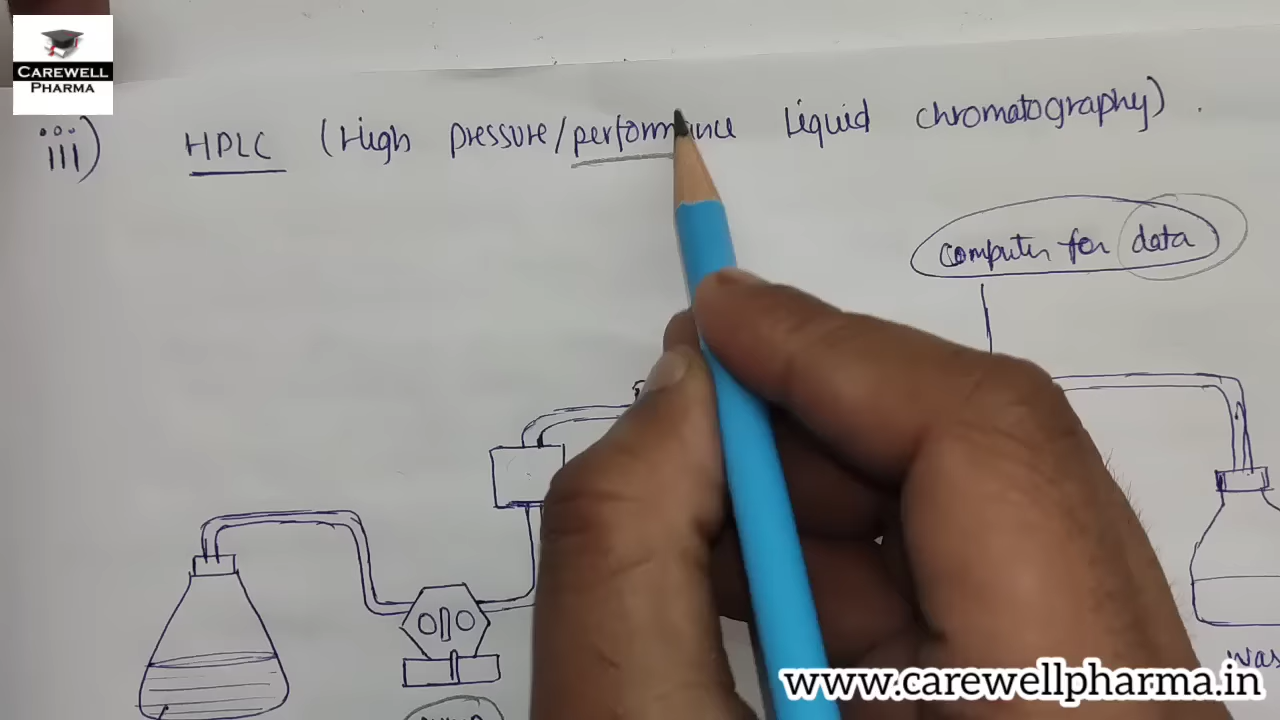 CAREWELL
PHARMA
iii) HPLC (High pressure/performance Liquid chromatography).
computer for data
www.carewellpharma.in